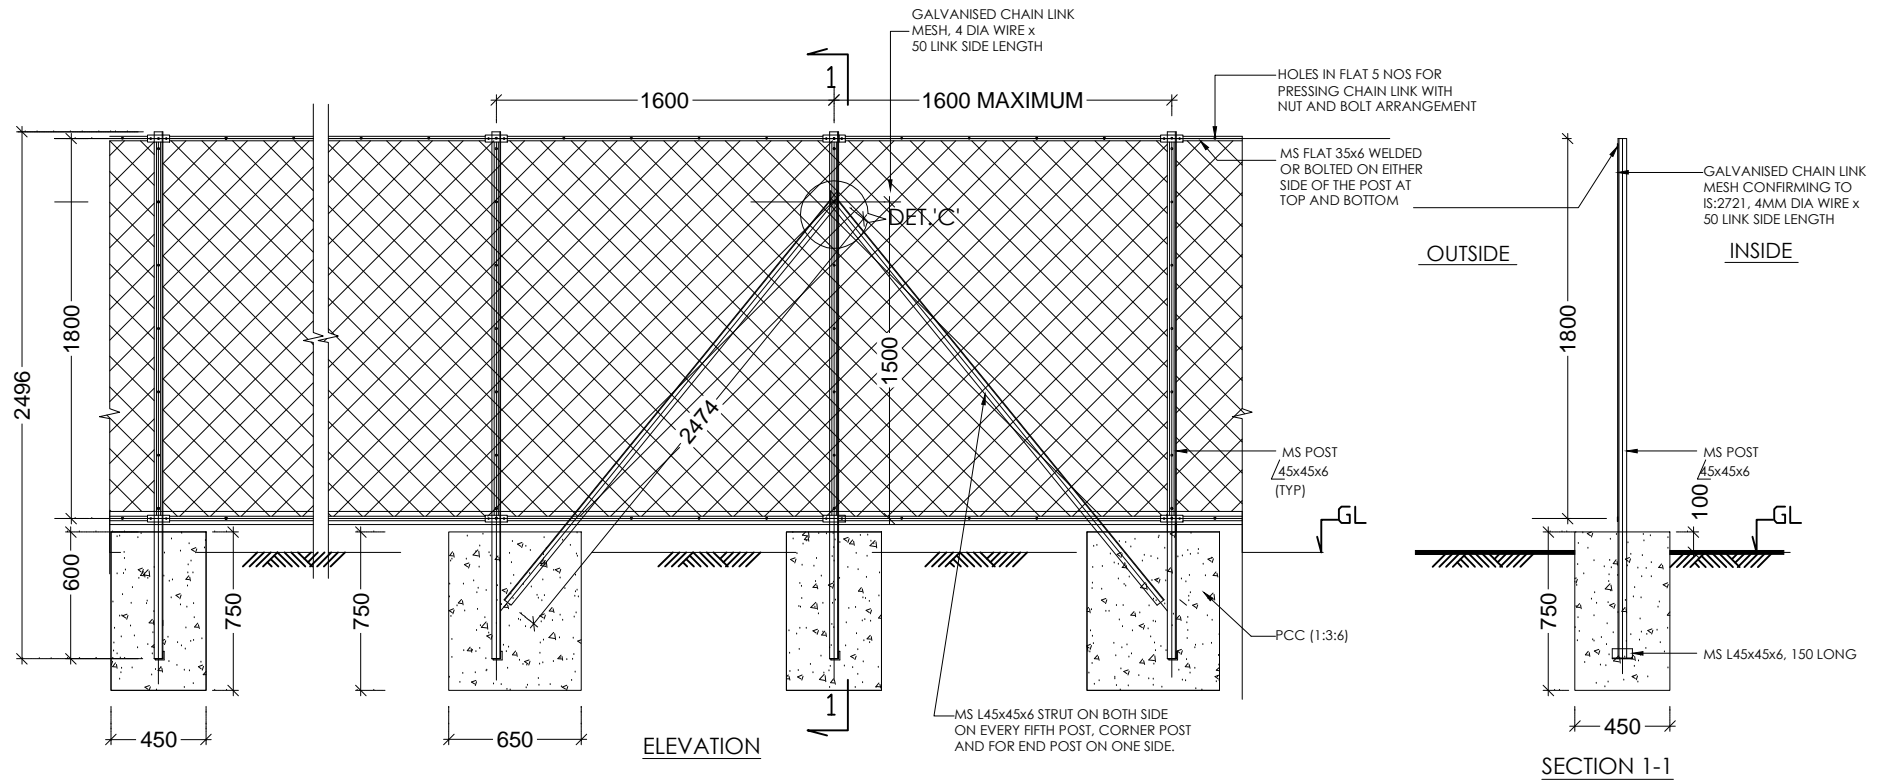 GALVANISED CHAIN LINK
MESH, 4 DIA WIRE x
50 LINK SIDE LENGTH
1
1600
1600 MAXIMUM
HOLES IN FLAT 5 NOS FOR
PRESSING CHAIN LINK WITH
NUT AND BOLT ARRANGEMENT
MS FLAT 35x6 WELDED
OR BOLTED ON EITHER
SIDE OF THE POST AT
TOP AND BOTTOM
GALVANISED CHAIN LINK
MESH CONFIRMING TO
IS:2721, 4MM DIA WIRE x
50 LINK SIDE LENGTH
OUTSIDE
INSIDE
DET.'C'
1800
2496
1500
2474
1800
MS POST
45x45x6
(TYP)
MS POST
45x45x6
100
GL
GL
600
750
750
750
PCC (1:3:6)
MS L45x45x6, 150 LONG
1
MS L45x45x6 STRUT ON BOTH SIDE
ON EVERY FIFTH POST, CORNER POST
AND FOR END POST ON ONE SIDE.
450
650
450
ELEVATION
SECTION 1-1